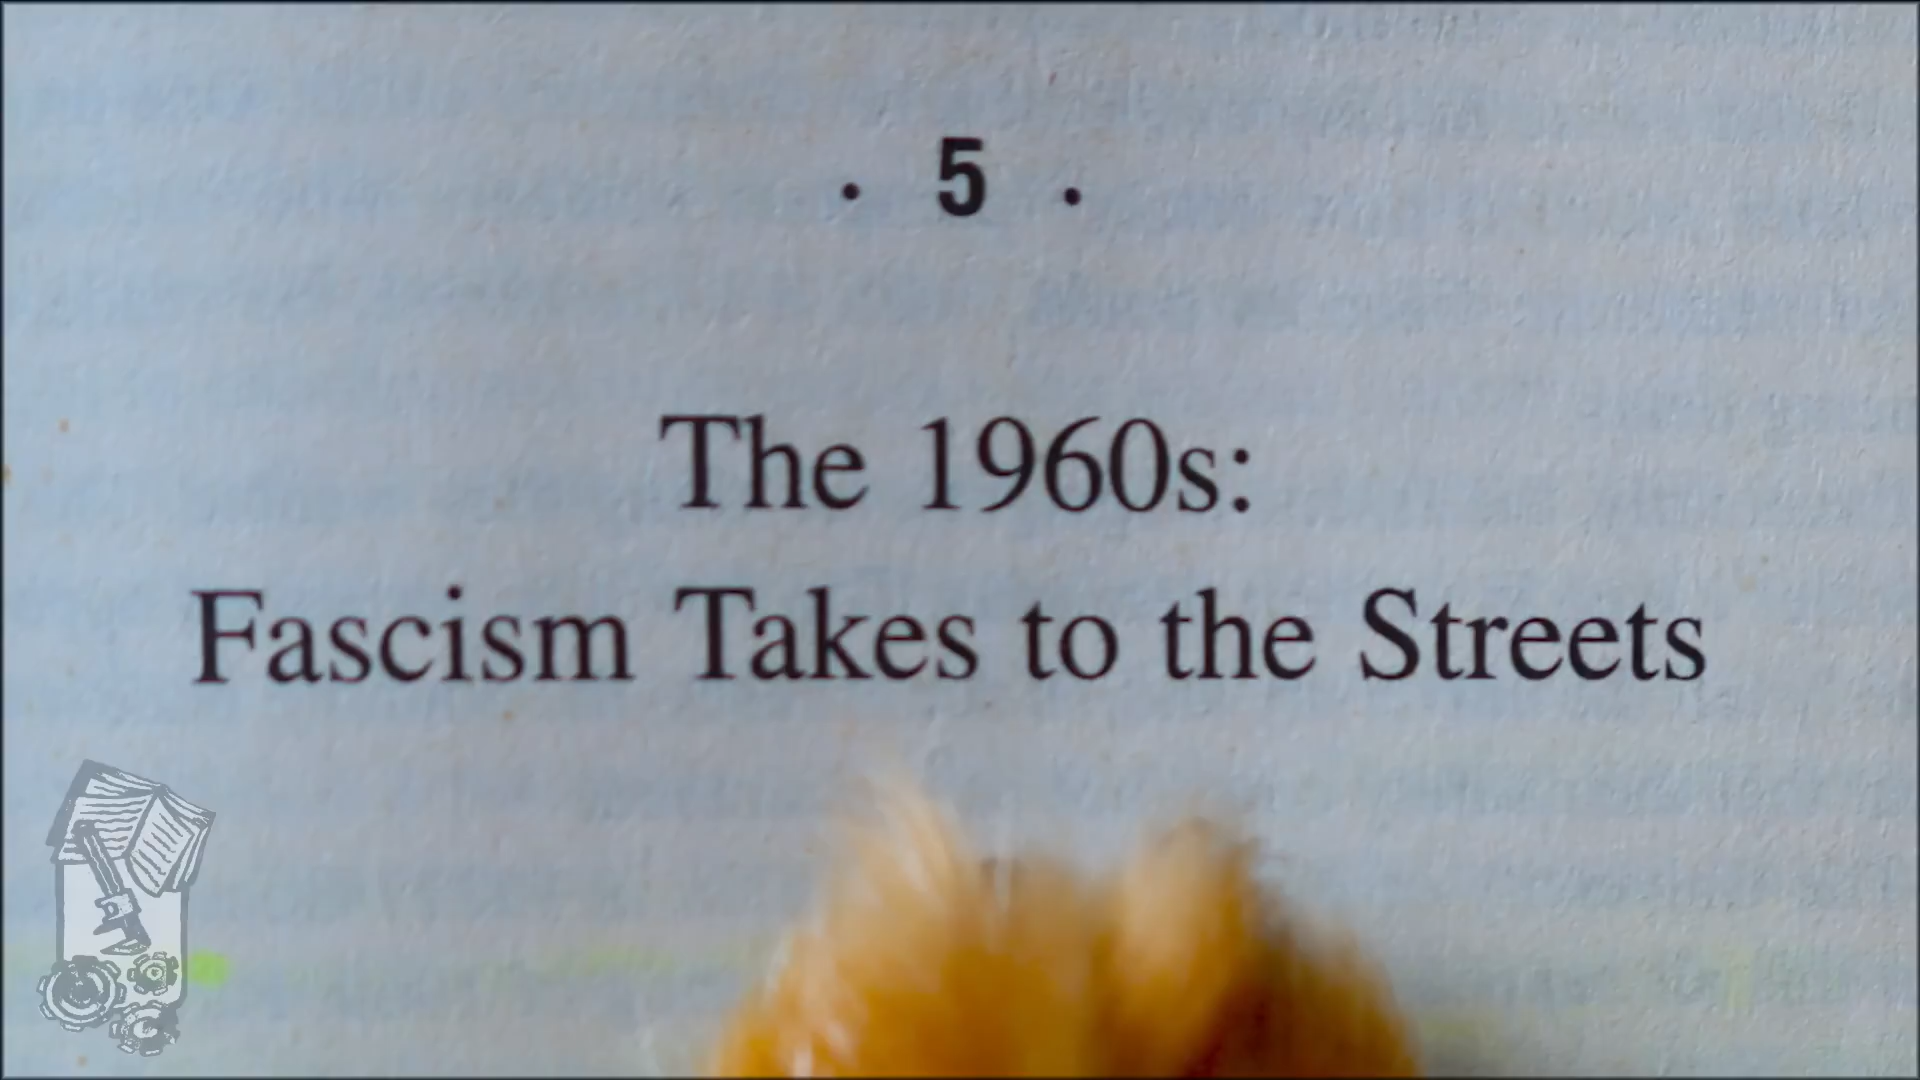 · 5 ·
The 1960s:
Fascism Takes to the Streets